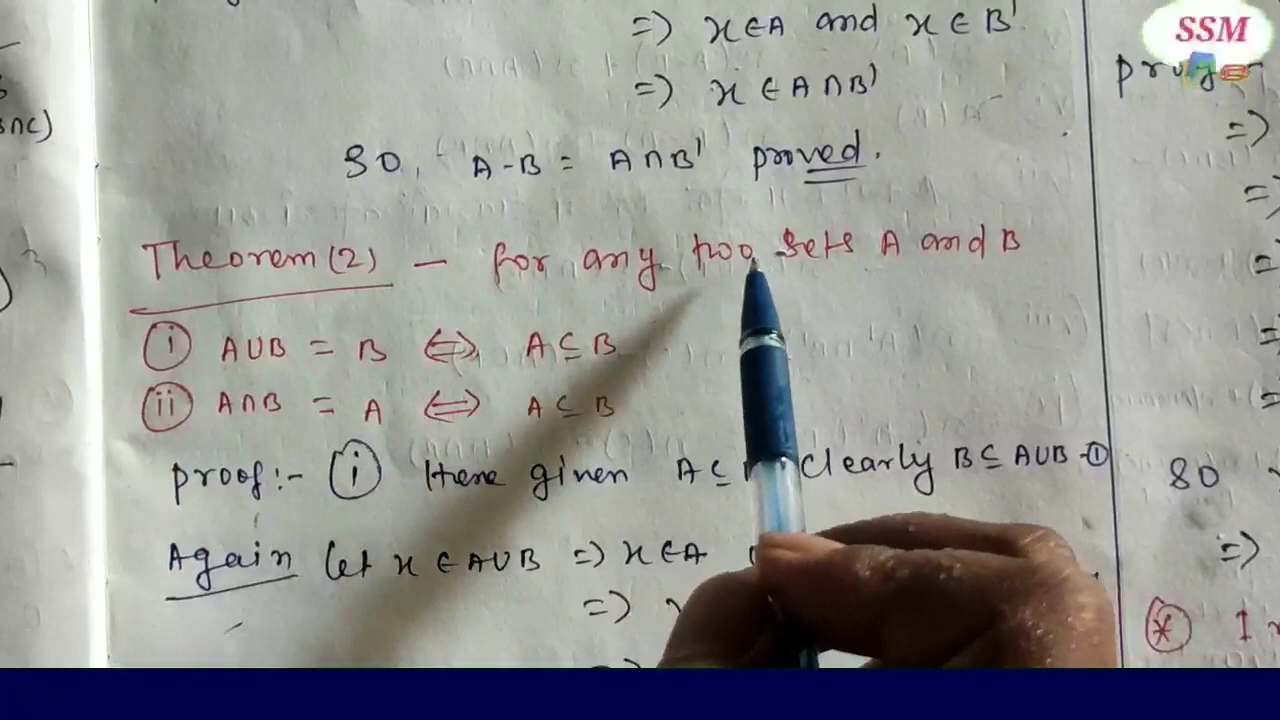 => x ∈ A and x ∈ B'
=> x ∈ A ∩ B'
So, A - B = A ∩ B' proved.
Theorem (2) - for any two sets A and B
(i) A ∪ B = B <=> A ⊆ B
(ii) A ∩ B = A <=> A ⊆ B
proof:- (i) Here given A ⊆ Clearly B ⊆ A ∪ B -①
Again let x ∈ A ∪ B => x ∈ A
=>
SSM
=>
=>
=>
=>
=>
So
=>
(*)